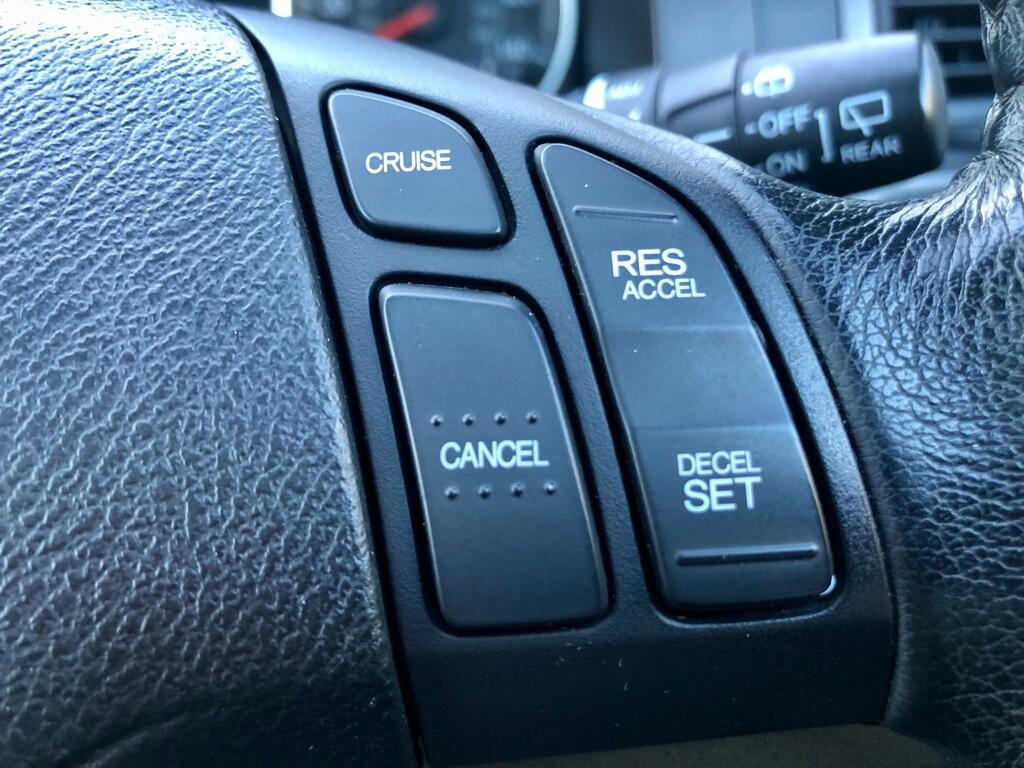 CRUISE
RES
ACCEL
CANCEL
DECEL
SET
OFF
ON
REAR